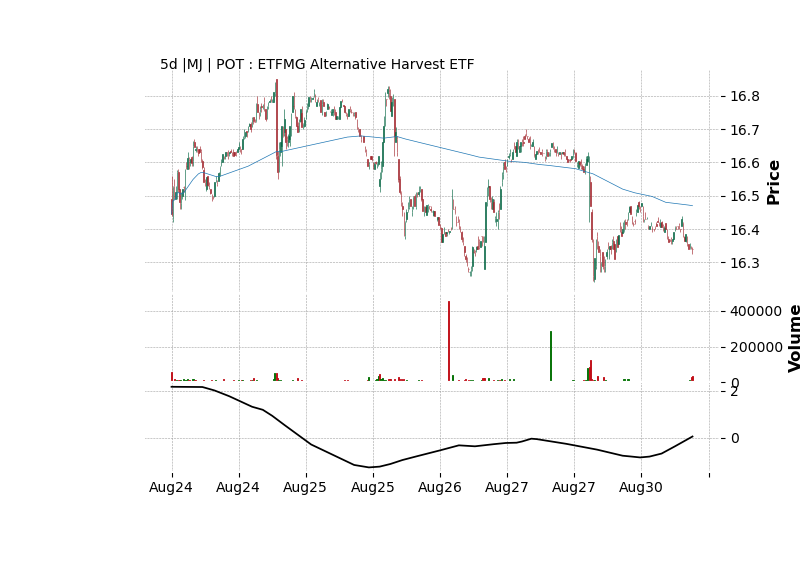 5d |MJ | POT : ETFMG Alternative Harvest ETF
16.8
16.7
16.6
16.5
16.4
16.3
Price
400000
200000
0
Volume
2
0
Aug24 Aug24 Aug25 Aug25 Aug26 Aug27 Aug27 Aug30